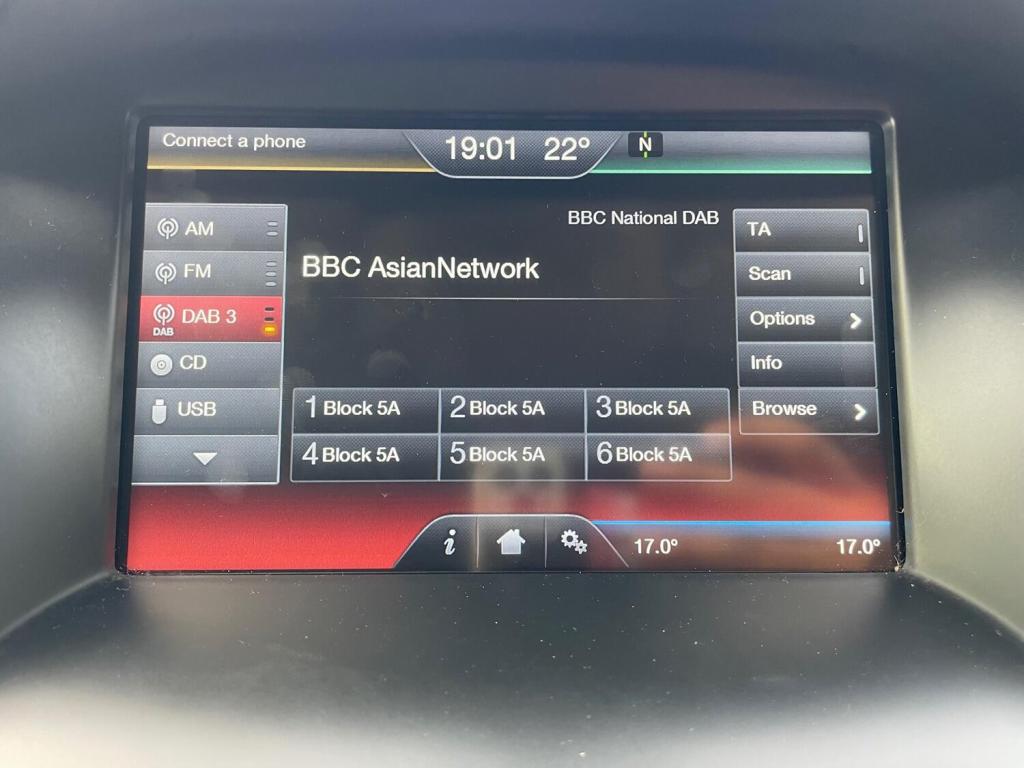 Connect a phone
19:01 22°
N
AM
FM
DAB
DAB 3
CD
USB
BBC National DAB
BBC AsianNetwork
1 Block 5A
2 Block 5A
3 Block 5A
4 Block 5A
5 Block 5A
6 Block 5A
TA
Scan
Options
Info
Browse
i
17.0°
17.0°